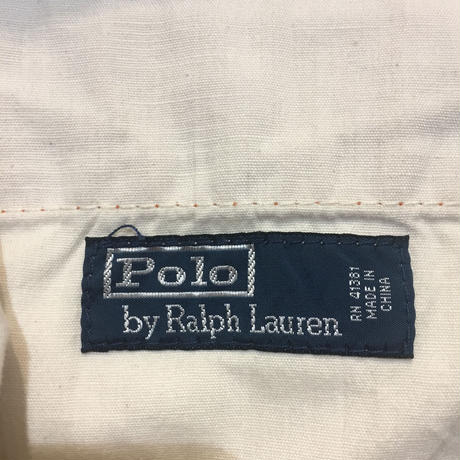 Polo
by Ralph Lauren
RN 41381
MADE IN
CHINA